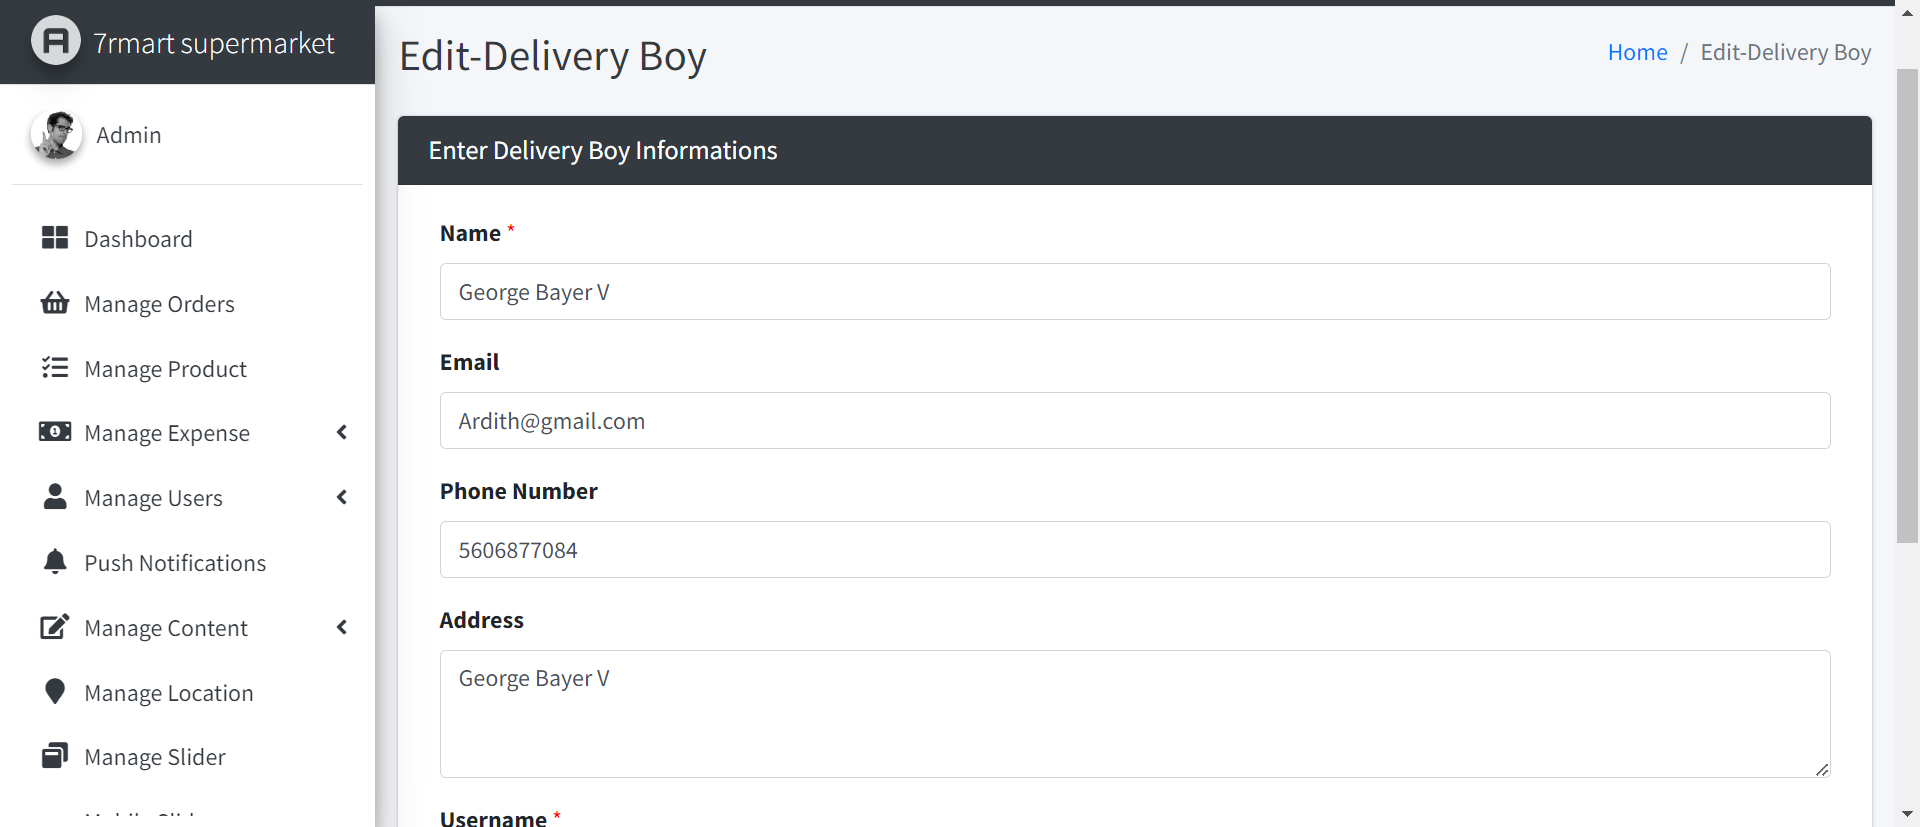 7rmart supermarket
Admin
Dashboard
Manage Orders
Manage Product
Manage Expense
Manage Users
Push Notifications
Manage Content
Manage Location
Manage Slider
Edit-Delivery Boy
Home / Edit-Delivery Boy
Enter Delivery Boy Informations
Name *
George Bayer V
Email
Ardith@gmail.com
Phone Number
5606877084
Address
George Bayer V
Username *